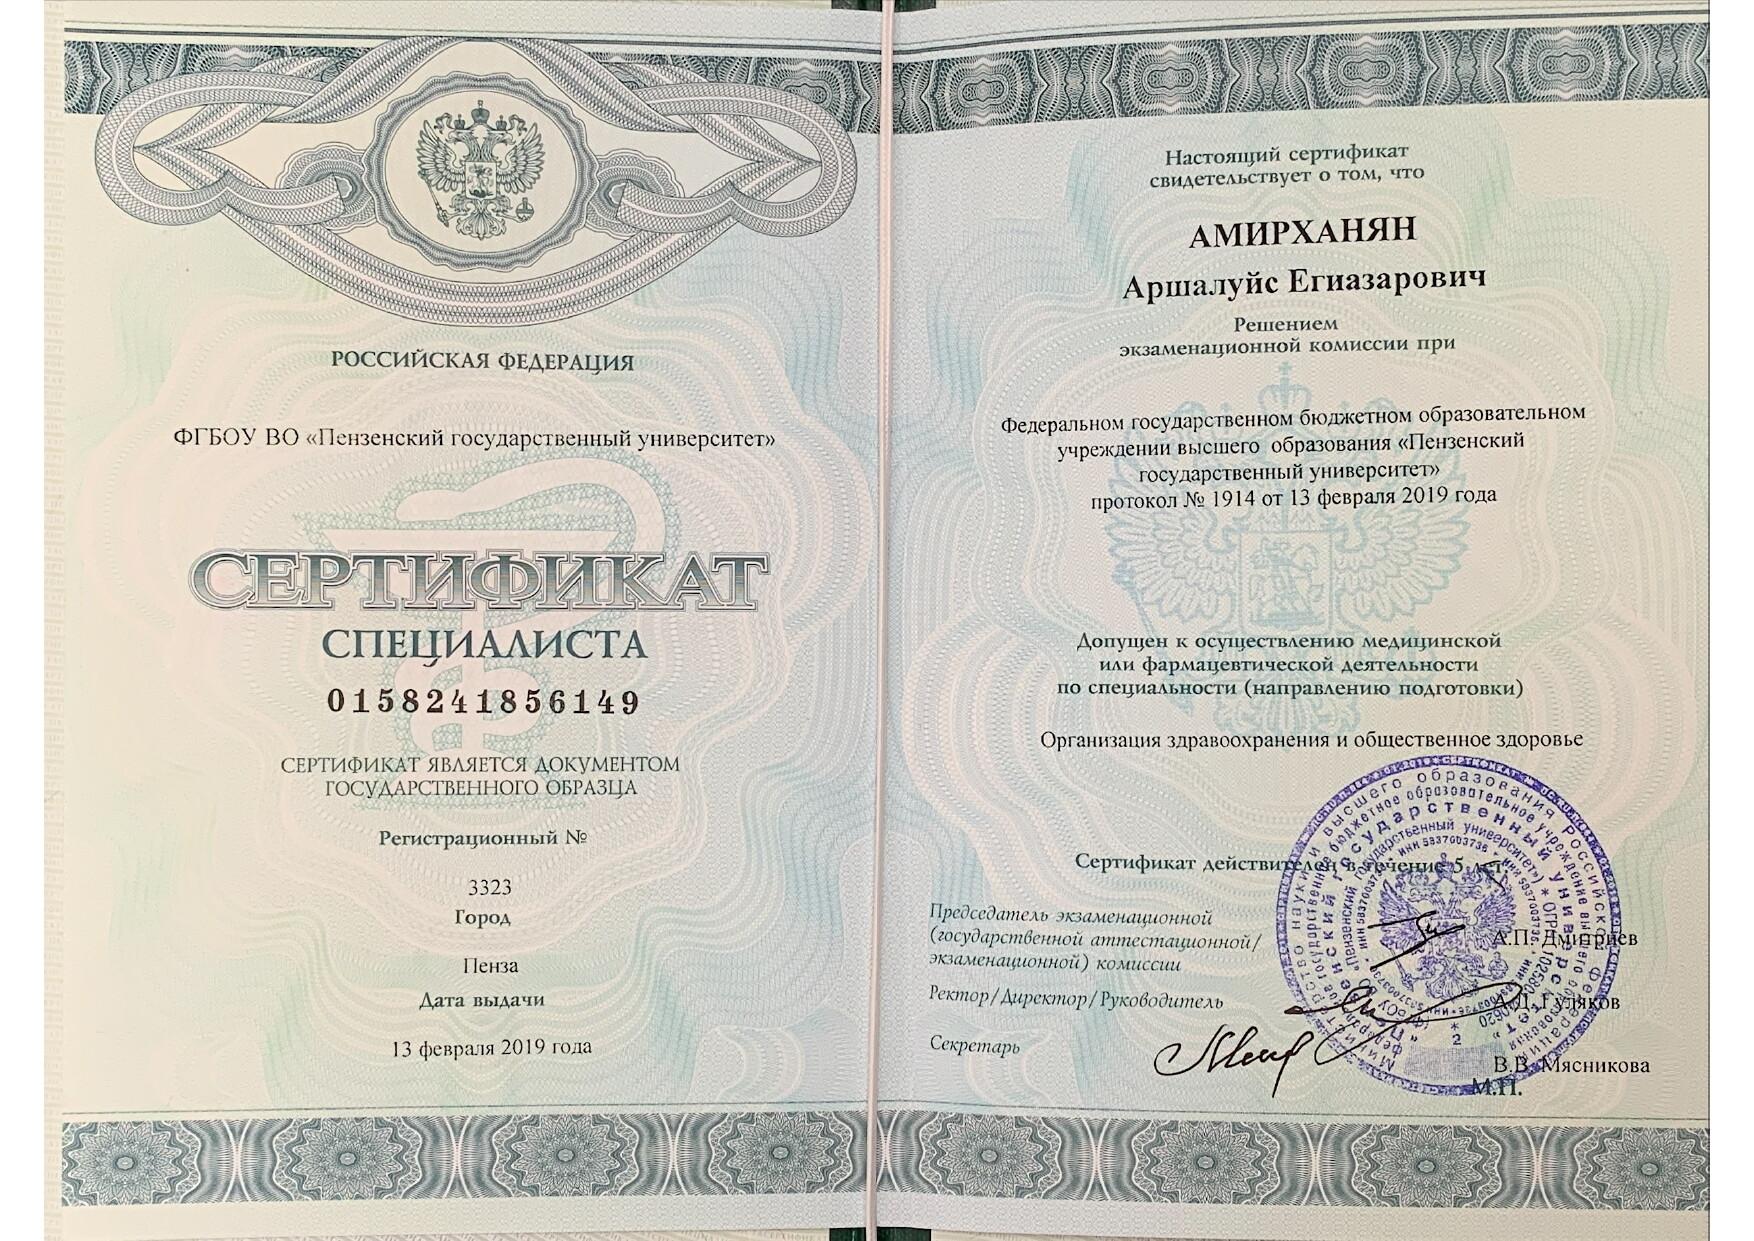 РОССИЙСКАЯ ФЕДЕРАЦИЯ
ФГБОУ ВО «Пензенский государственный университет»
СЕРТИФИКАТ
СПЕЦИАЛИСТА
0158241856149
СЕРТИФИКАТ ЯВЛЯЕТСЯ ДОКУМЕНТОМ
ГОСУДАРСТВЕННОГО ОБРАЗЦА
Регистрационный №
3323
Город
Пенза
Дата выдачи
13 февраля 2019 года
Настоящий сертификат
свидетельствует о том, что
АМИРХАНЯН
Аршалуйс Егиазарович
Решением
экзаменационной комиссии при
Федеральном государственном бюджетном образовательном
учреждении высшего образования «Пензенский
государственный университет»
протокол № 1914 от 13 февраля 2019 года
Допущен к осуществлению медицинской
или фармацевтической деятельности
по специальности (направлению подготовки)
Организация здравоохранения и общественное здоровье
Сертификат действителен в течение 5 лет.
Председатель экзаменационной
(государственной аттестационной/
экзаменационной) комиссии
А.П. Дмитриев
Ректор/Директор/Руководитель
А.Д. Гуляков
Секретарь
В.В. Мясникова
М.П.